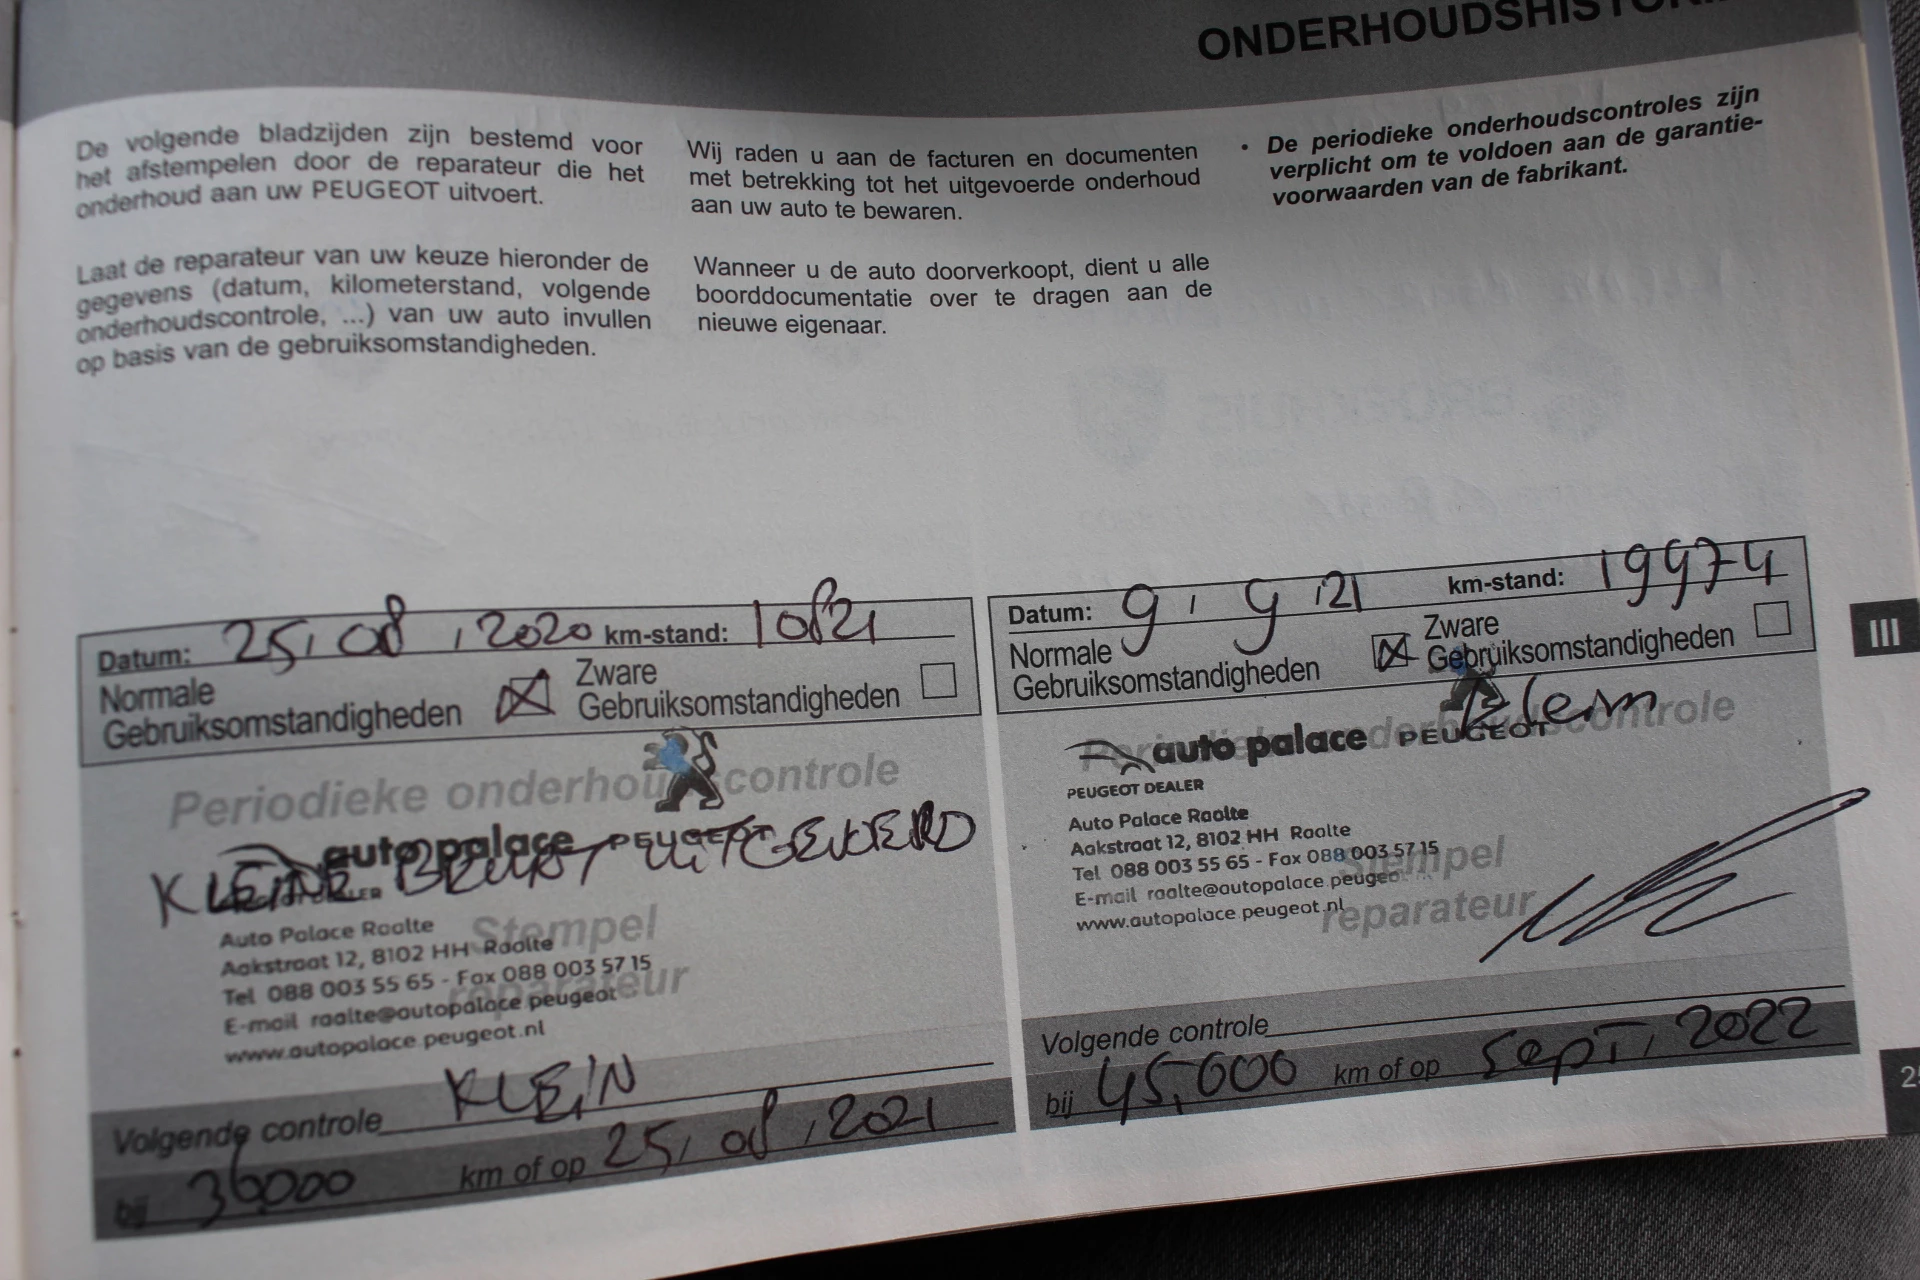 ONDERHOUDSHISTORI
De volgende bladzijden zijn bestemd voor
het afstempelen door de reparateur die het
onderhoud aan uw PEUGEOT uitvoert.
Laat de reparateur van uw keuze hieronder de
gegevens (datum, kilometerstand, volgende
onderhoudscontrole, ...) van uw auto invullen
op basis van de gebruiksomstandigheden.
Wij raden u aan de facturen en documenten
met betrekking tot het uitgevoerde onderhoud
aan uw auto te bewaren.
Wanneer u de auto doorverkoopt, dient u alle
boorddocumentatie over te dragen aan de
nieuwe eigenaar.
• De periodieke onderhoudscontroles zijn
verplicht om te voldoen aan de garantie-
voorwaarden van de fabrikant.
Datum: 25, 08, 2020 km-stand: 10821
Normale
Gebruiksomstandigheden
Zware
Gebruiksomstandigheden
Periodieke onderhoudscontrole
auto palace PEUGEOT
KLEINE BEURT UITGEVOERD
Auto Palace Raalte
Stempel
Aakstraat 12, 8102 HH Raalte
Tel 088 003 55 65 - Fax 088 003 57 15
reparateur
E-mail raalte@autopalace.peugeot
www.autopalace.peugeot.nl
Volgende controle KLEIN
bij 36000 km of op 25, 08, 2021
Datum: 9, 9, 21 km-stand: 19974
Normale
Gebruiksomstandigheden
Zware
Gebruiksomstandigheden
Periodieke onderhoudscontrole
auto palace PEUGEOT
PEUGEOT DEALER
Auto Palace Raalte
Aakstraat 12, 8102 HH Raalte
Tel 088 003 55 65 - Fax 088 003 57 15
Stempel
E-mail raalte@autopalace.peugeo
www.autopalace.peugeot.nl
reparateur
Volgende controle
bij 45,000 km of op Sept, 2022
III